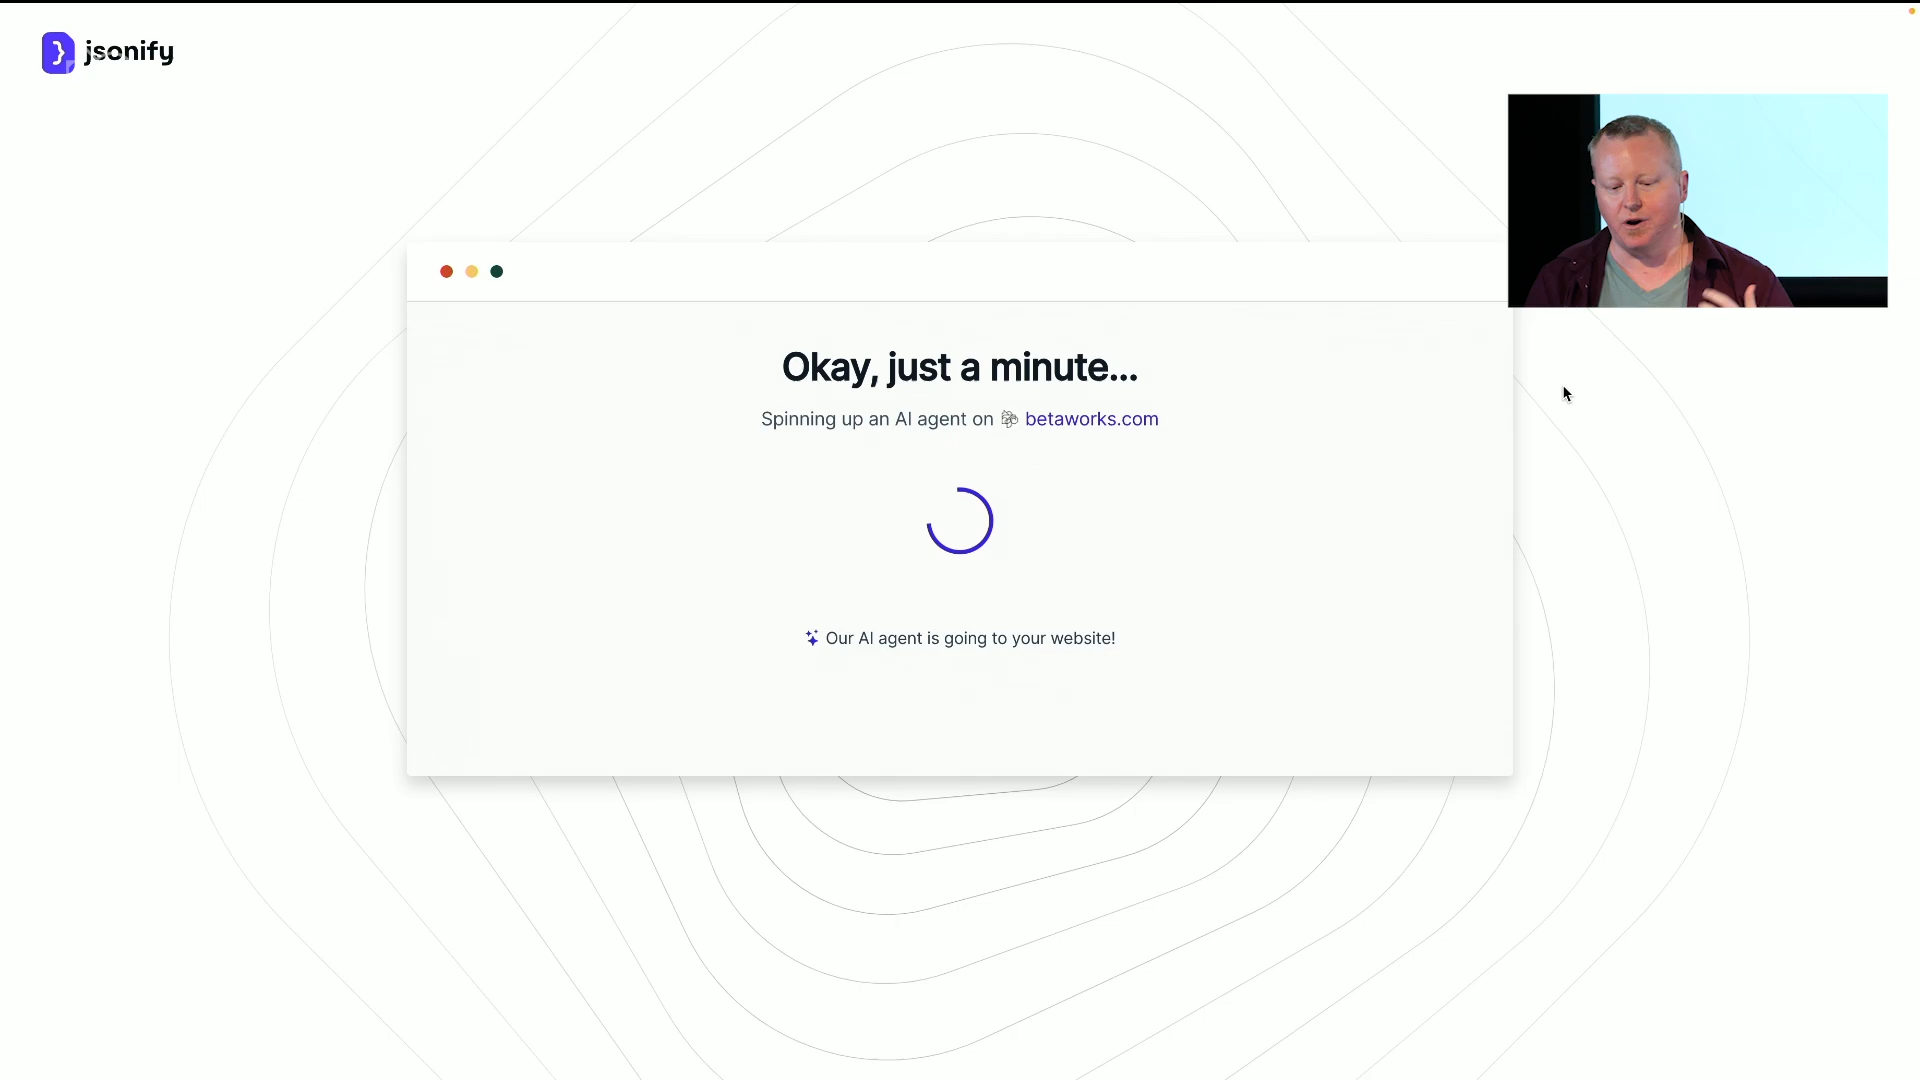 jsonify
Okay, just a minute...
Spinning up an AI agent on betaworks.com
Our AI agent is going to your website!